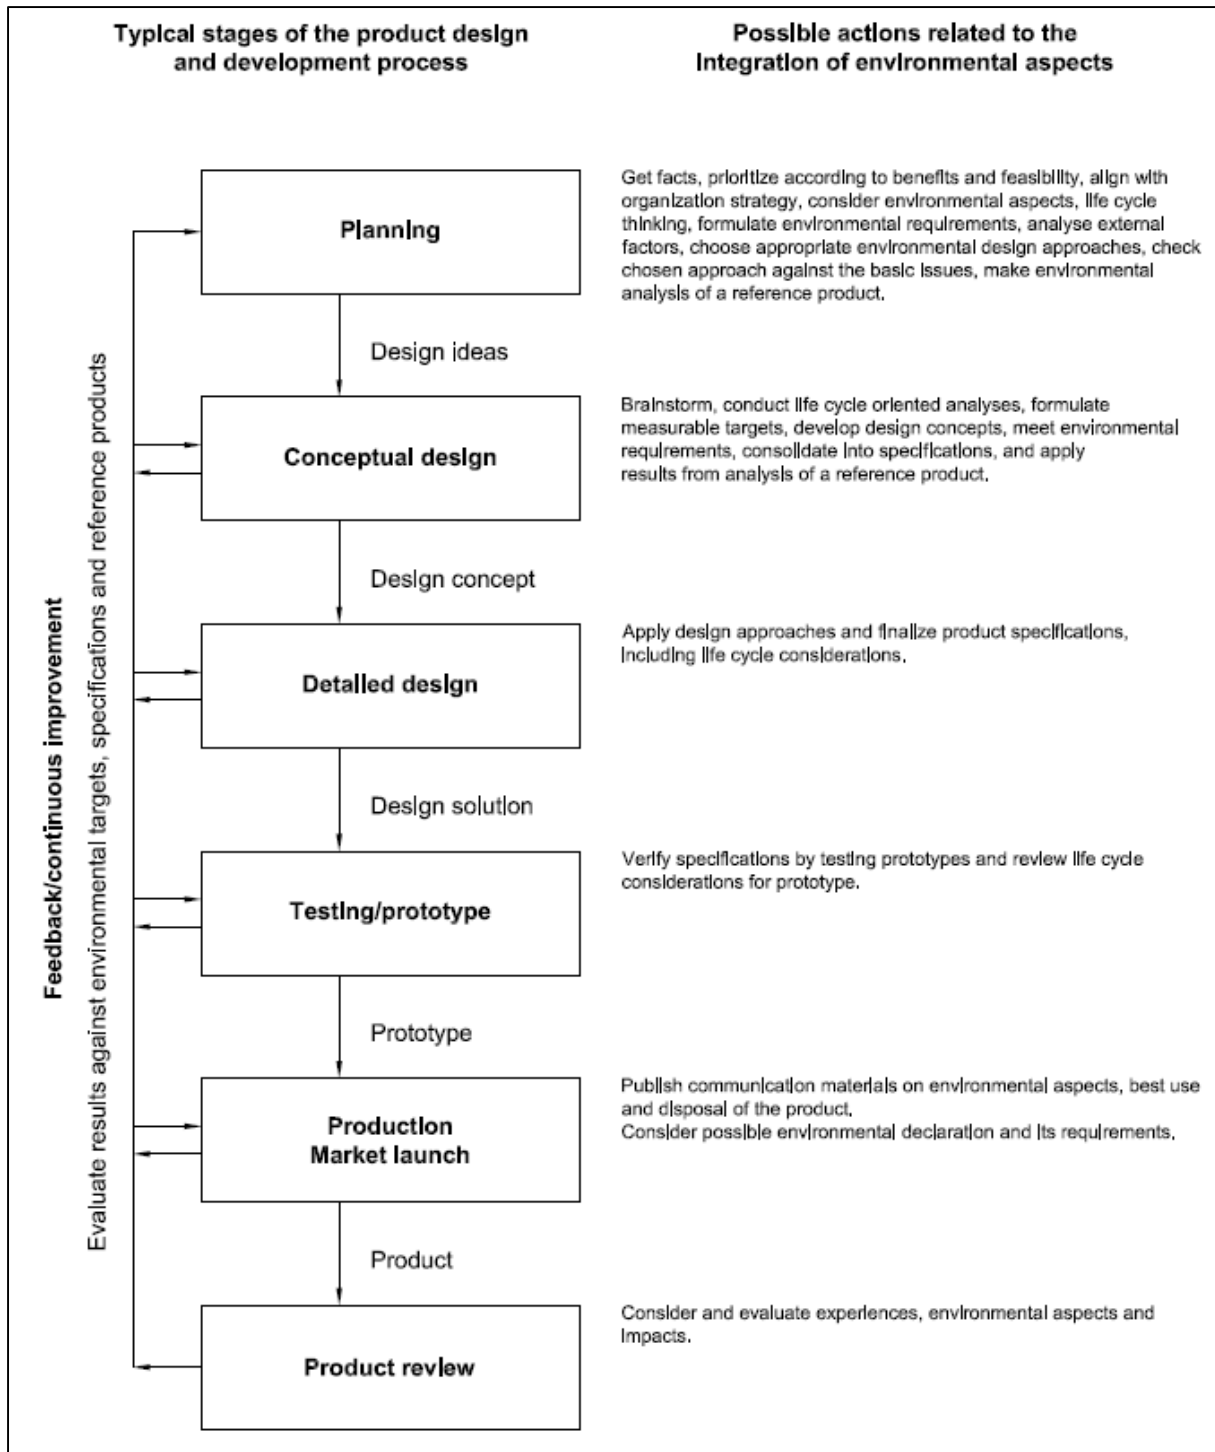 Typical stages of the product design
and development process
Possible actions related to the
integration of environmental aspects
Planning
Get facts, prioritize according to benefits and feasibility, align with
organization strategy, consider environmental aspects, life cycle
thinking, formulate environmental requirements, analyse external
factors, choose appropriate environmental design approaches, check
chosen approach against the basic issues, make environmental
analysis of a reference product.
Design ideas
Conceptual design
Brainstorm, conduct life cycle oriented analyses, formulate
measurable targets, develop design concepts, meet environmental
requirements, consolidate into specifications, and apply
results from analysis of a reference product.
Design concept
Detailed design
Apply design approaches and finalize product specifications,
including life cycle considerations.
Design solution
Testing/prototype
Verify specifications by testing prototypes and review life cycle
considerations for prototype.
Prototype
Production
Market launch
Publish communication materials on environmental aspects, best use
and disposal of the product.
Consider possible environmental declaration and its requirements.
Product
Product review
Consider and evaluate experiences, environmental aspects and
impacts.
Feedback/continuous improvement
Evaluate results against environmental targets, specifications and reference products